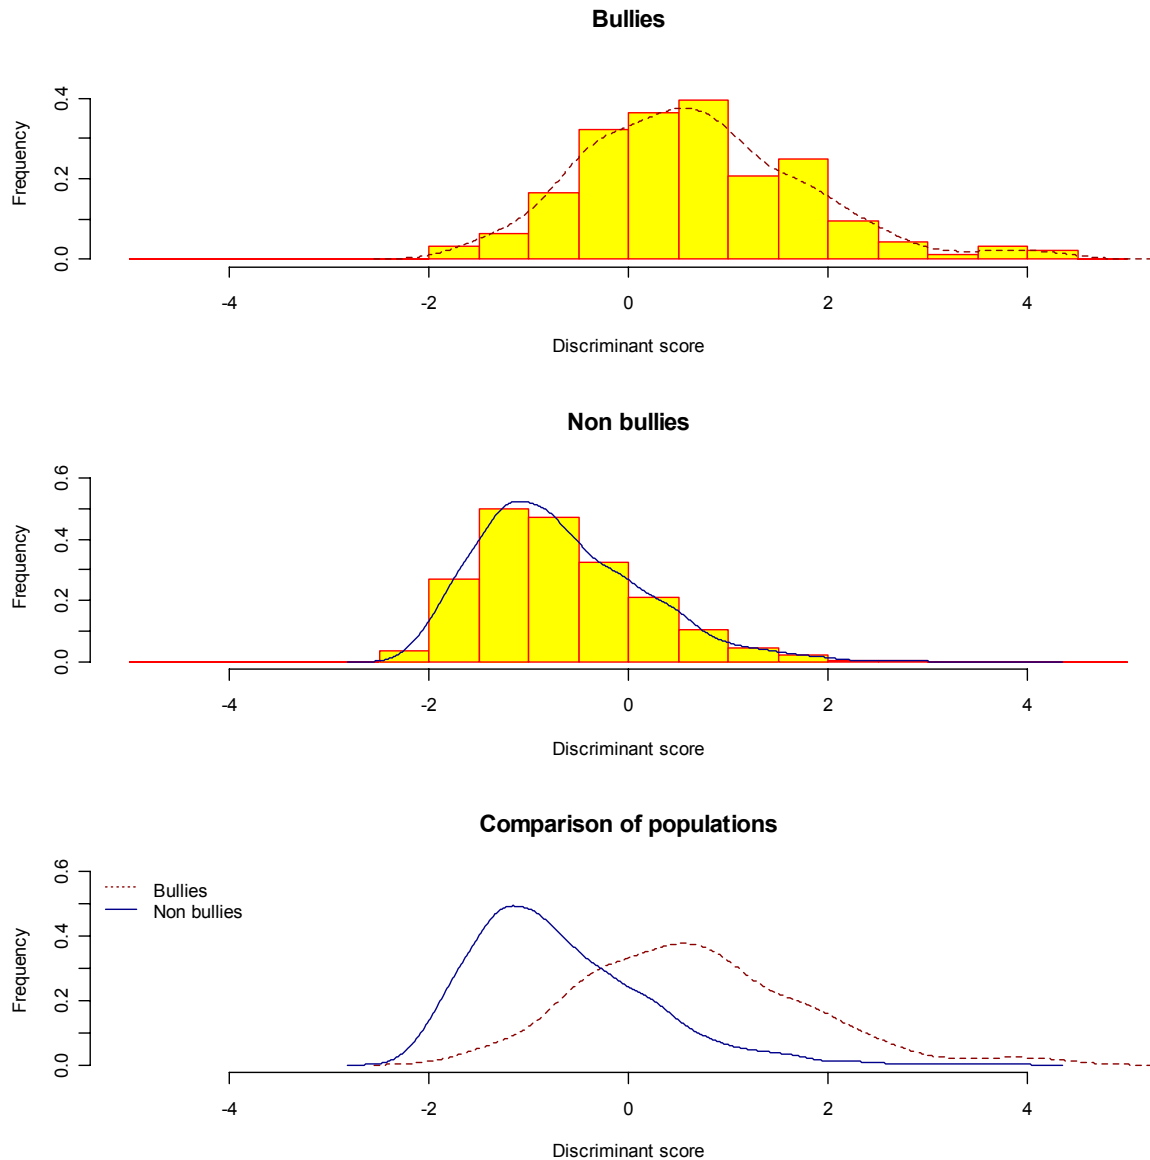 Bullies
Frequency
0.0
0.2
0.4
-4
-2
0
2
4
Discriminant score
Non bullies
Frequency
0.0
0.2
0.4
0.6
-4
-2
0
2
4
Discriminant score
Comparison of populations
Frequency
0.0
0.2
0.4
0.6
Bullies
Non bullies
-4
-2
0
2
4
Discriminant score